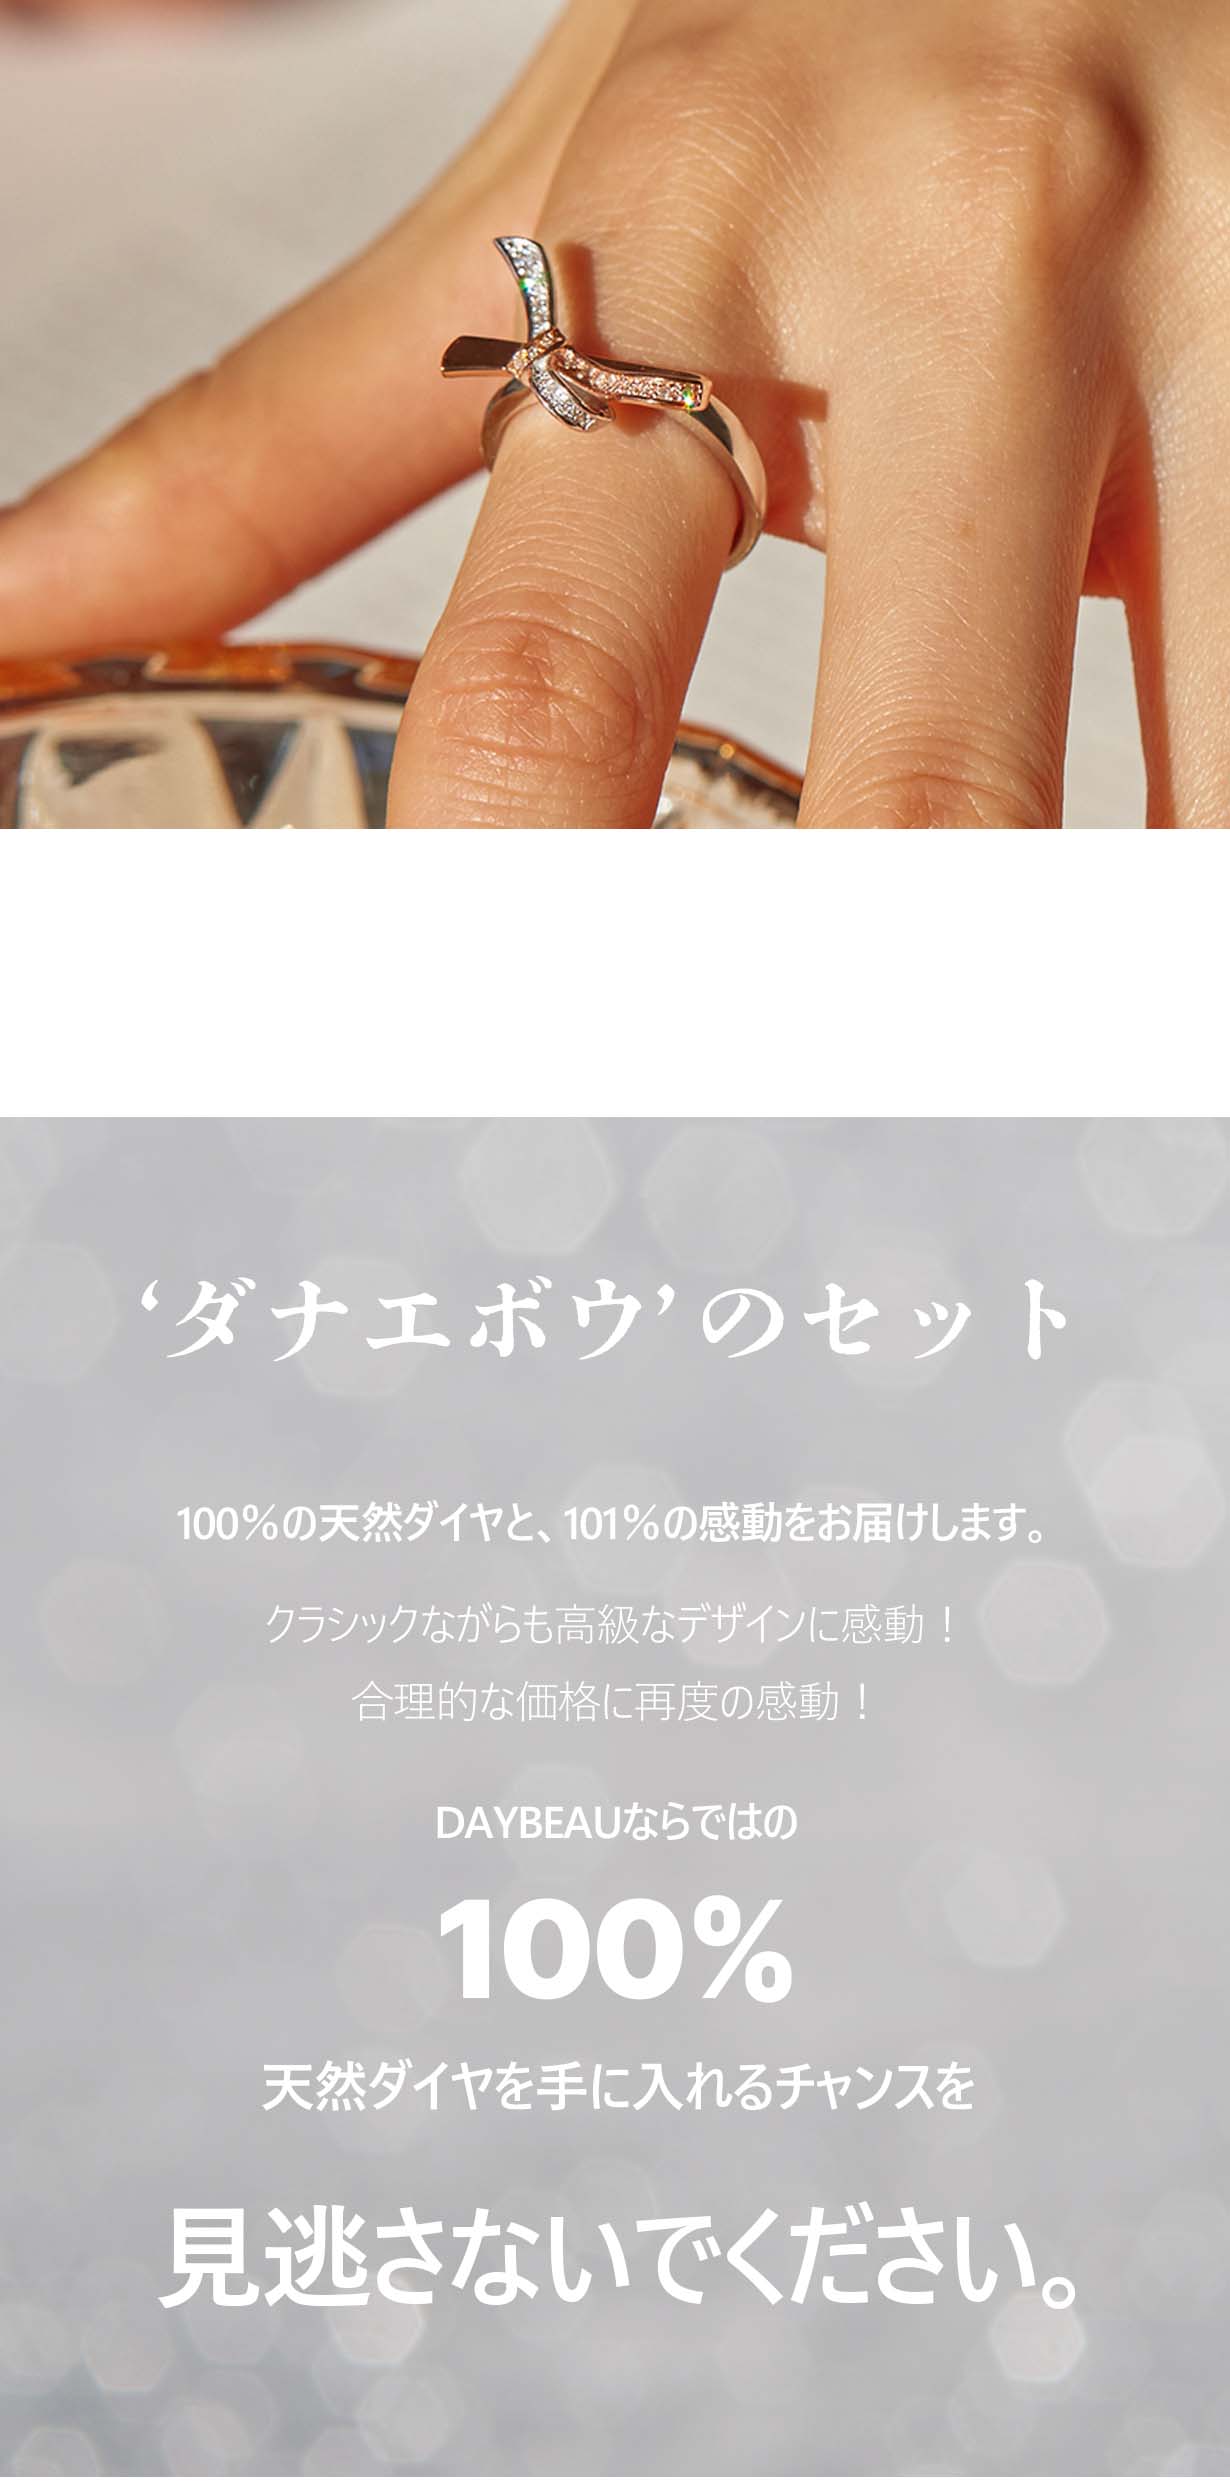 ‘ダナエボウ’のセット
100%の天然ダイヤと、101%の感動をお届けします。
クラシックながらも高級なデザインに感動！
合理的な価格に再度の感動！
DAYBEAUならではの
100%
天然ダイヤを手に入れるチャンスを
見逃さないでください。